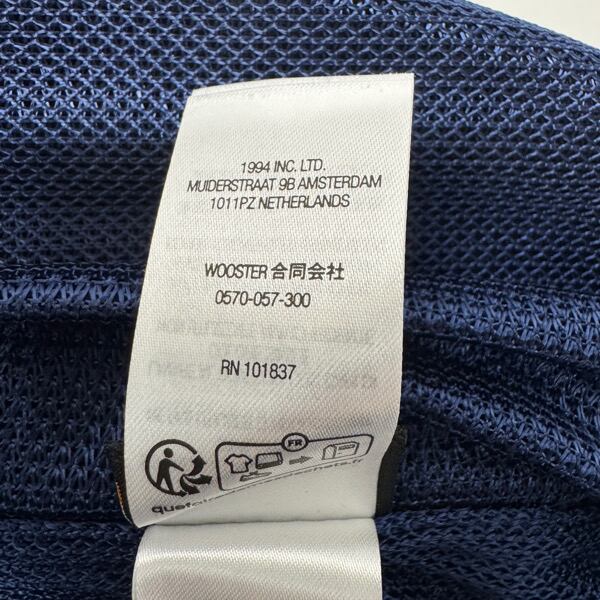 1994 INC. LTD.
MUIDERSTRAAT 9B AMSTERDAM
1011PZ NETHERLANDS
WOOSTER 合同会社
0570-057-300
RN 101837
FR